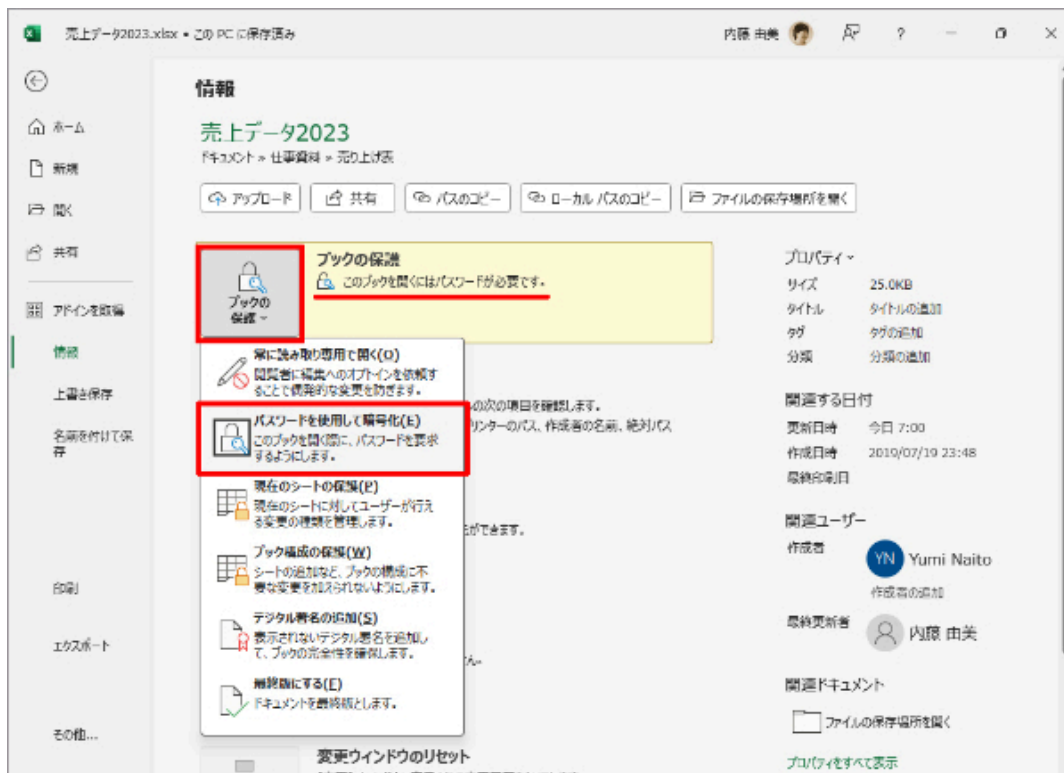 売上データ2023.xlsx • この PC に保存済み
内藤 由美
?
情報
ホーム
新規
開く
共有
アドインを取得
情報
上書き保存
名前を付けて保
存
印刷
エクスポート
その他...
売上データ2023
ドキュメント » 仕事資料 » 売り上げ表
アップロード
共有
パスのコピー
ローカル パスのコピー
ファイルの保存場所を開く
ブックの
保護
ブックの保護
このブックを開くにはパスワードが必要です。
常に読み取り専用で開く(O)
閲覧者に編集へのオプトインを依頼す
ることで偶発的な変更を防ぎます。
パスワードを使用して暗号化(E)
このブックを開く際に、パスワードを要求
するようにします。
現在のシートの保護(P)
現在のシートに対してユーザーが行え
る変更の種類を管理します。
ブック構成の保護(W)
シートの追加など、ブックの構成に不
要な変更を加えられないようにします。
デジタル署名の追加(S)
表示されないデジタル署名を追加し
て、ブックの完全性を確保します。
最終版にする(F)
ドキュメントを最終版とします。
の次の項目を確認します。
リンターのパス、作成者の名前、絶対パス
ができます。
せん。
変更ウィンドウのリセット
プロパティ
サイズ 25.0KB
タイトル タイトルの追加
タグ タグの追加
分類 分類の追加
関連する日付
更新日時 今日 7:00
作成日時 2019/07/19 23:48
最終印刷日
関連ユーザー
作成者 YN Yumi Naito
作成者の追加
最終更新者 内藤 由美
関連ドキュメント
ファイルの保存場所を開く
プロパティをすべて表示